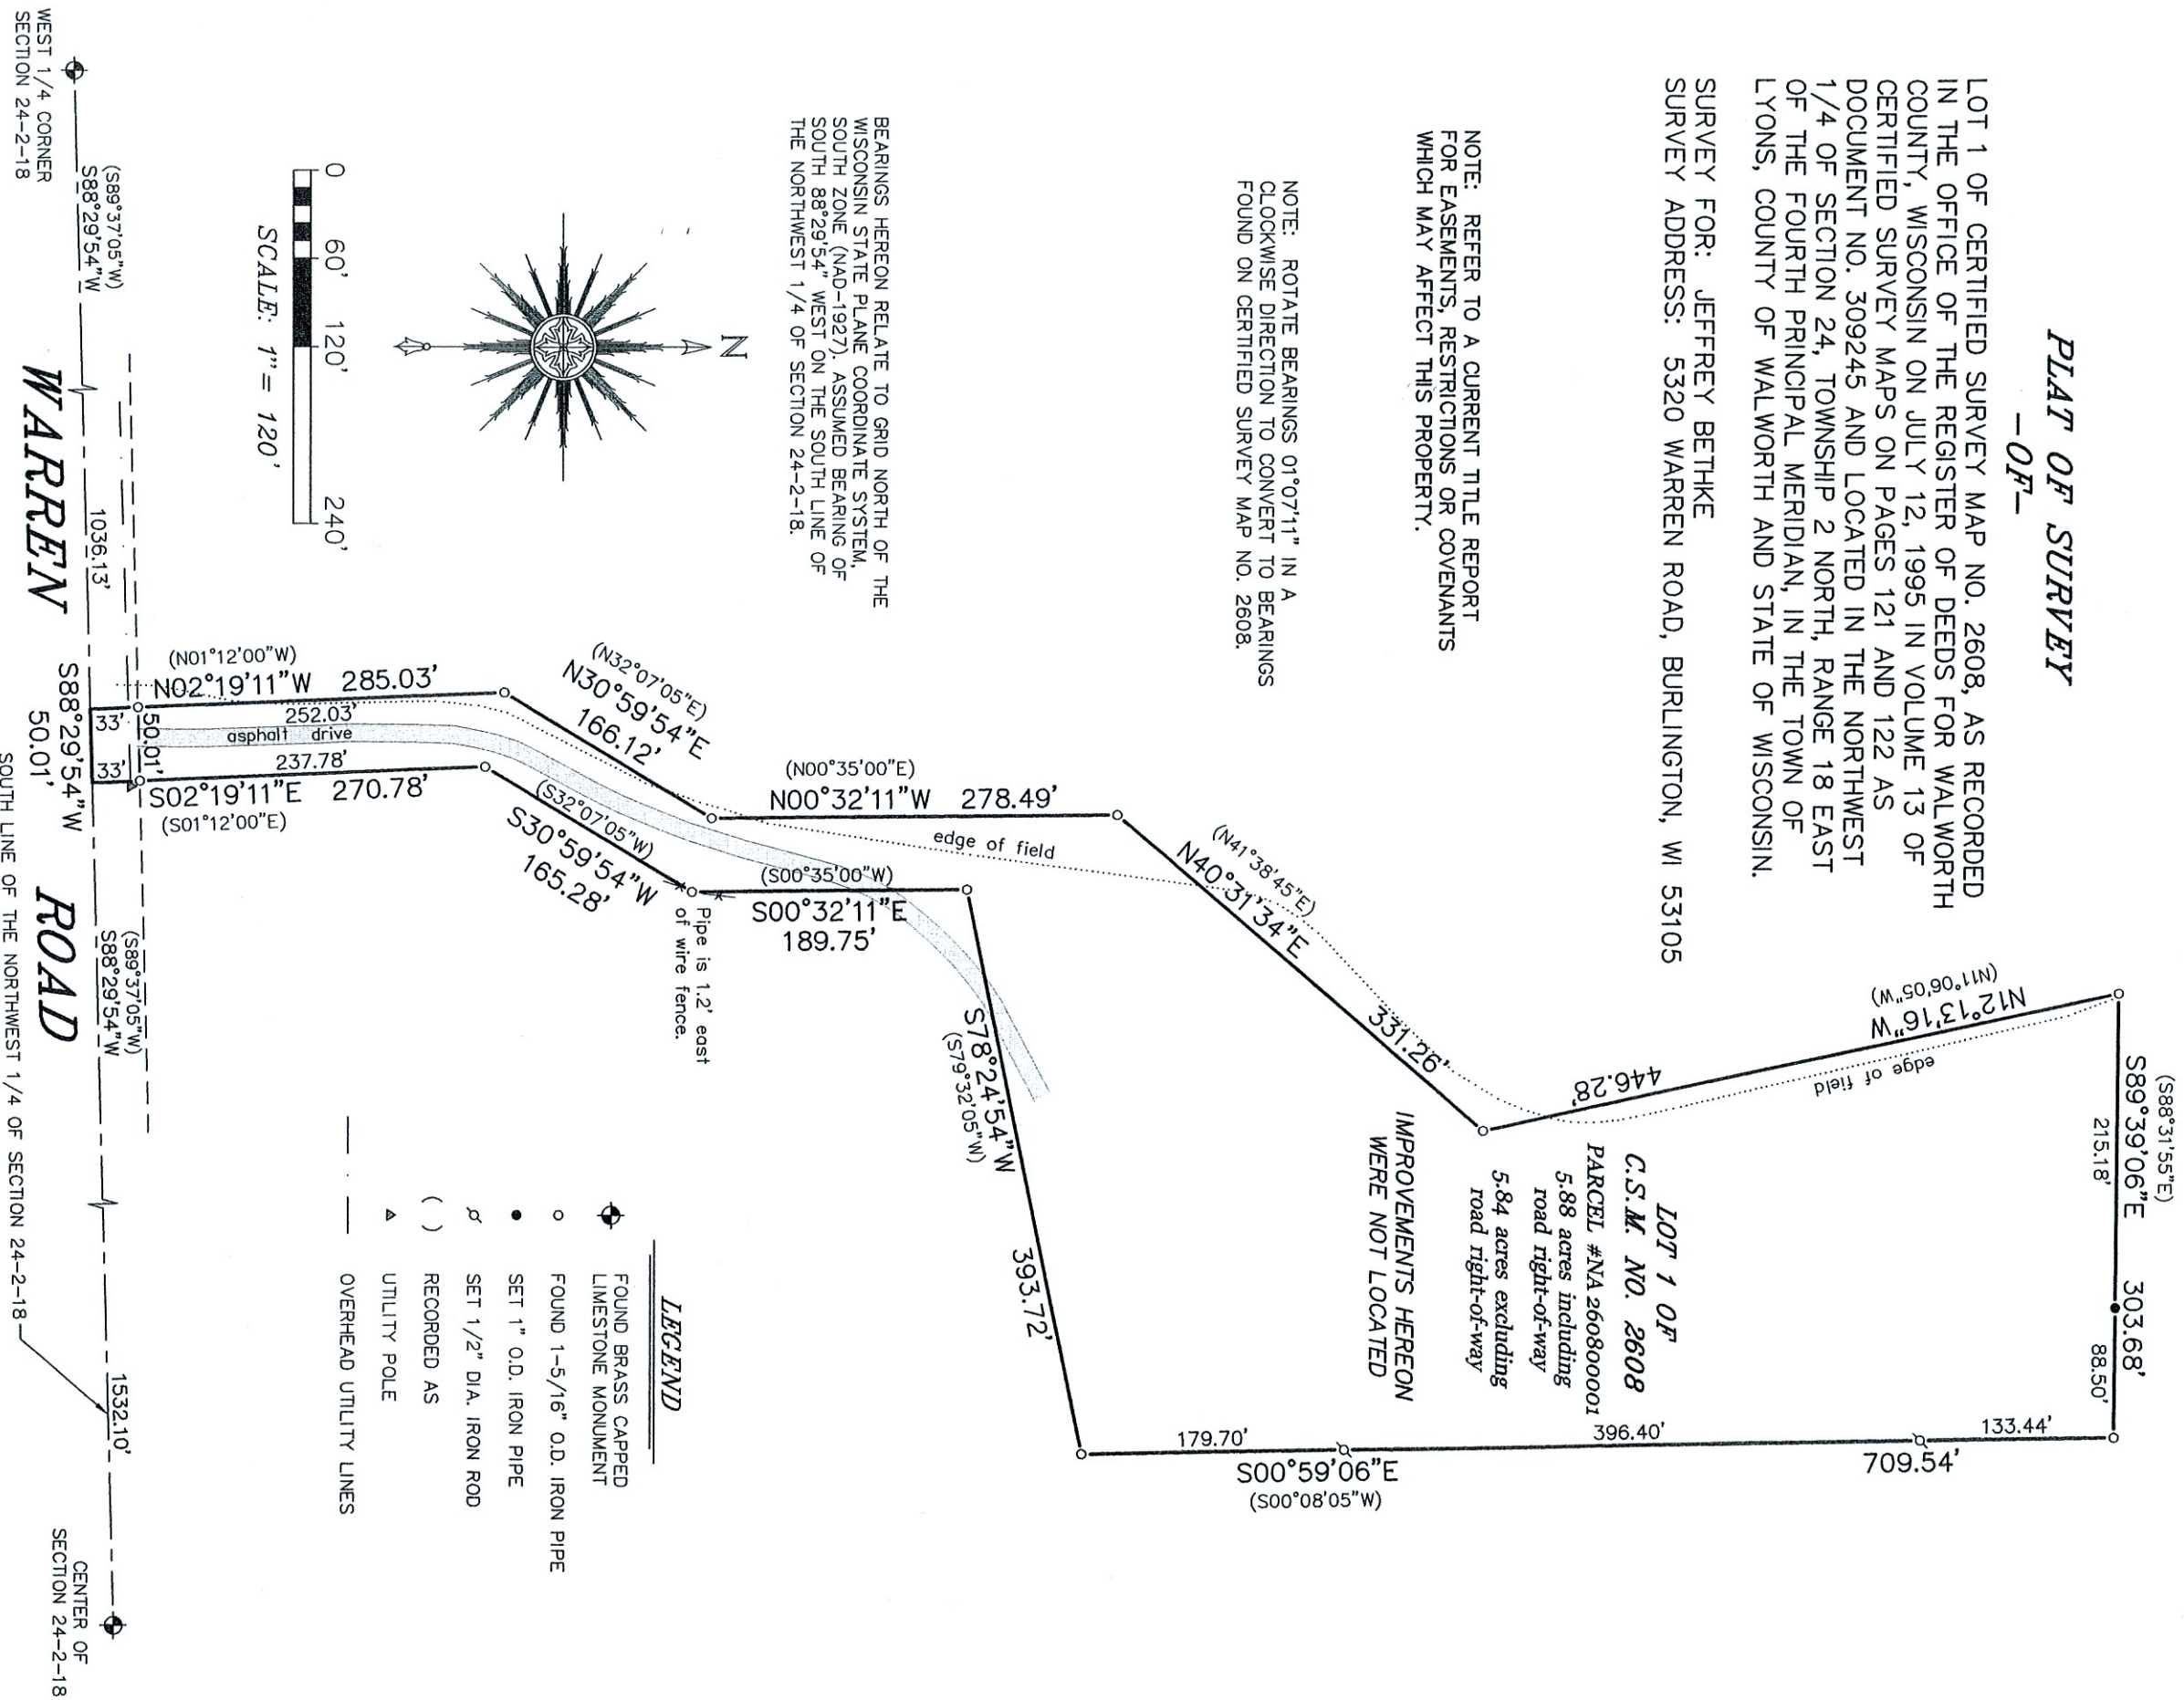 PLAT OF SURVEY
-OF-
LOT 1 OF CERTIFIED SURVEY MAP NO. 2608, AS RECORDED
IN THE OFFICE OF THE REGISTER OF DEEDS FOR WALWORTH
COUNTY, WISCONSIN ON JULY 12, 1995 IN VOLUME 13 OF
CERTIFIED SURVEY MAPS ON PAGES 121 AND 122 AS
DOCUMENT NO. 309245 AND LOCATED IN THE NORTHWEST
1/4 OF SECTION 24, TOWNSHIP 2 NORTH, RANGE 18 EAST
OF THE FOURTH PRINCIPAL MERIDIAN, IN THE TOWN OF
LYONS, COUNTY OF WALWORTH AND STATE OF WISCONSIN.
SURVEY FOR: JEFFREY BETHKE
SURVEY ADDRESS: 5320 WARREN ROAD, BURLINGTON, WI 53105
NOTE: REFER TO A CURRENT TITLE REPORT
FOR EASEMENTS, RESTRICTIONS OR COVENANTS
WHICH MAY AFFECT THIS PROPERTY.
NOTE: ROTATE BEARINGS 01°07'11" IN A
CLOCKWISE DIRECTION TO CONVERT TO BEARINGS
FOUND ON CERTIFIED SURVEY MAP NO. 2608.
BEARINGS HEREON RELATE TO GRID NORTH OF THE
WISCONSIN STATE PLANE COORDINATE SYSTEM,
SOUTH ZONE (NAD-1927). ASSUMED BEARING OF
SOUTH 88°29'54" WEST ON THE SOUTH LINE OF
THE NORTHWEST 1/4 OF SECTION 24-2-18.
N
0 60' 120' 240'
SCALE: 1"= 120'
(S88°31'55"E)
S89°39'06"E 303.68'
215.18' 88.50'
N12°13'16"W
(N11°06'05"W)
446.28'
edge of field
133.44'
709.54'
396.40'
S00°59'06"E
(S00°08'05"W)
179.70'
LOT 1 OF
C.S.M. NO. 2608
PARCEL #NA 260800001
5.88 acres including
road right-of-way
5.84 acres excluding
road right-of-way
IMPROVEMENTS HEREON
WERE NOT LOCATED
(N41°38'45"E)
N40°31'34"E
331.26'
edge of field
(N00°35'00"E)
N00°32'11"W 278.49'
S78°24'54"W
(S79°32'05"W)
393.72'
(S00°35'00"W)
S00°32'11"E
189.75'
Pipe is 1.2' east
of wire fence.
(N32°07'05"E)
N30°59'54"E
166.12'
(S32°07'05"W)
S30°59'54"W
165.28'
(N01°12'00"W)
N02°19'11"W 285.03'
252.03'
asphalt drive
237.78'
S02°19'11"E 270.78'
(S01°12'00"E)
50.01'
33' 33'
S88°29'54"W
50.01'
LEGEND
FOUND BRASS CAPPED
LIMESTONE MONUMENT
FOUND 1-5/16" O.D. IRON PIPE
SET 1" O.D. IRON PIPE
SET 1/2" DIA. IRON ROD
( ) RECORDED AS
UTILITY POLE
OVERHEAD UTILITY LINES
(S89°37'05"W)
S88°29'54"W
1036.13'
(S89°37'05"W)
S88°29'54"W
1532.10'
WEST 1/4 CORNER
SECTION 24-2-18
WARREN ROAD
CENTER OF
SECTION 24-2-18
SOUTH LINE OF THE NORTHWEST 1/4 OF SECTION 24-2-18